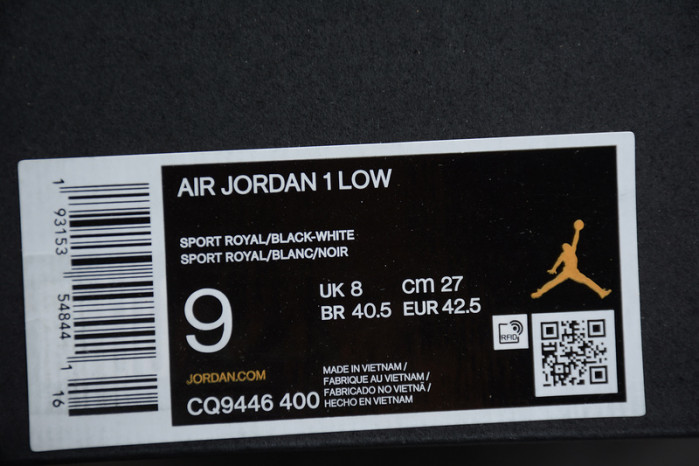 AIR JORDAN 1 LOW
SPORT ROYAL/BLACK-WHITE
SPORT ROYAL/BLANC/NOIR
9
UK 8 cm 27
BR 40.5 EUR 42.5
RFID
JORDAN.COM
CQ9446 400
MADE IN VIETNAM /
FABRIQUE AU VIETNAM /
FABRICADO NO VIETNÃ /
HECHO EN VIETNAM
1 93153 54844 1 16